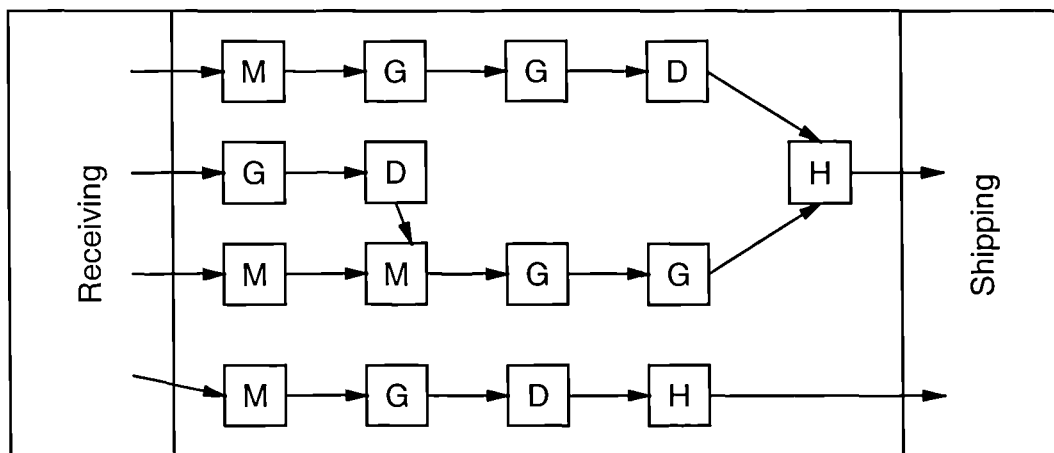 M G G D
G D H
M M G G
M G D H
Receiving
Shipping